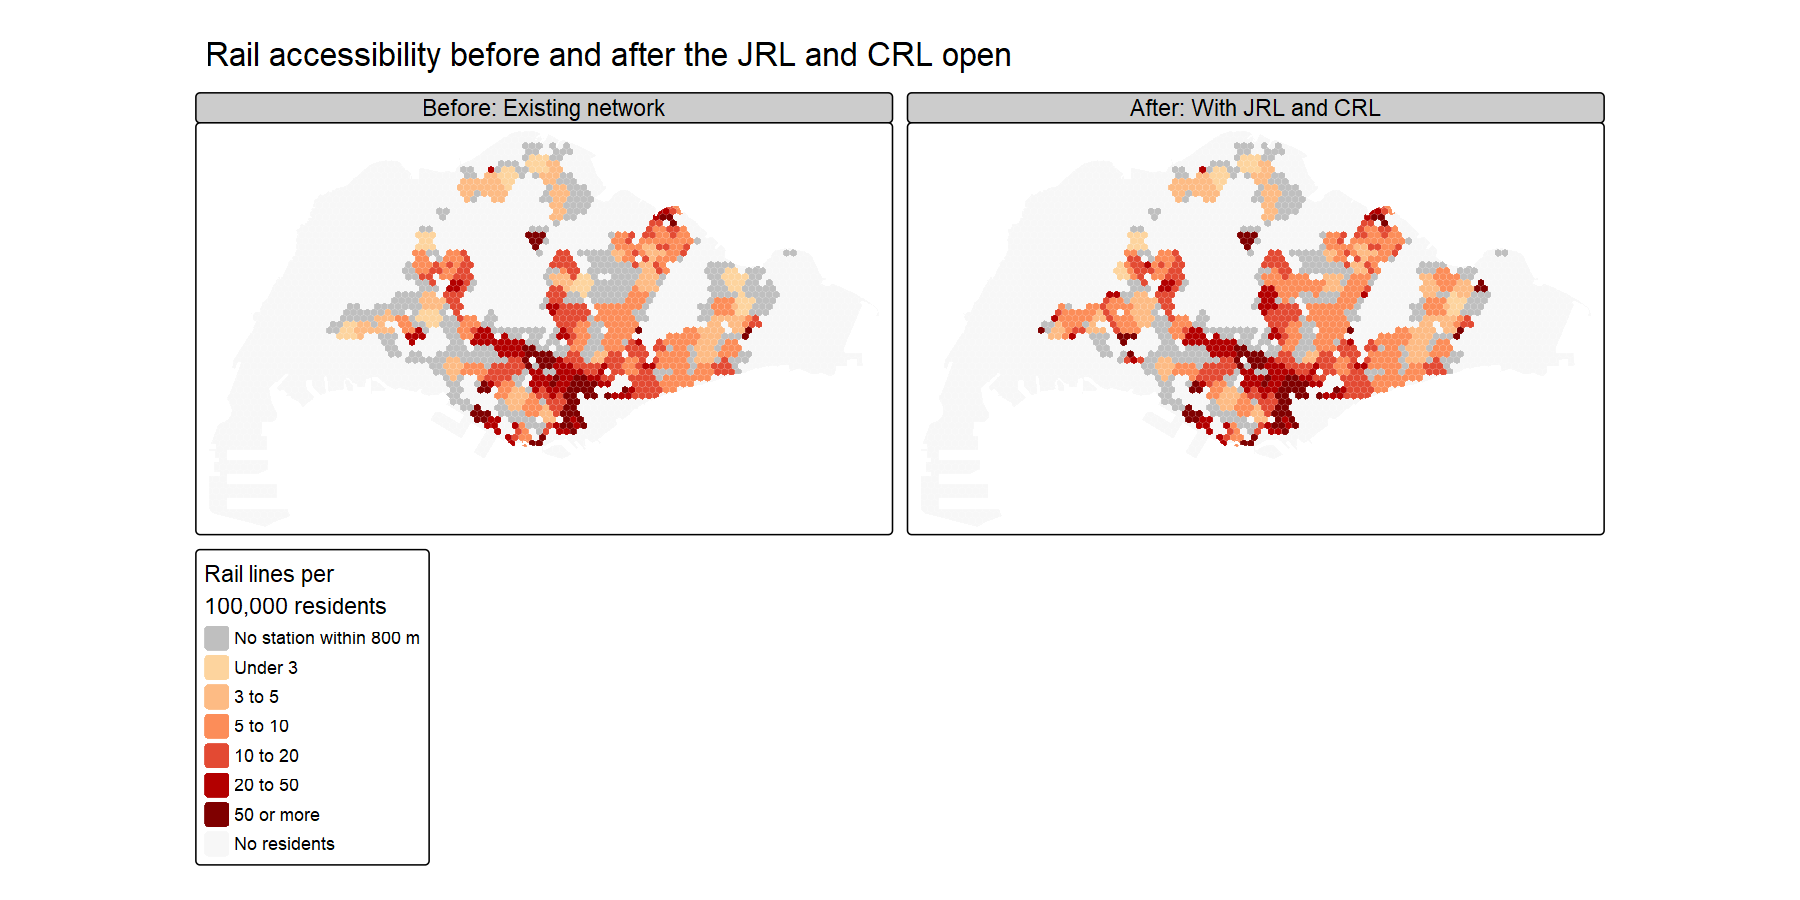 Rail accessibility before and after the JRL and CRL open
Before: Existing network
After: With JRL and CRL
Rail lines per
100,000 residents
No station within 800 m
Under 3
3 to 5
5 to 10
10 to 20
20 to 50
50 or more
No residents